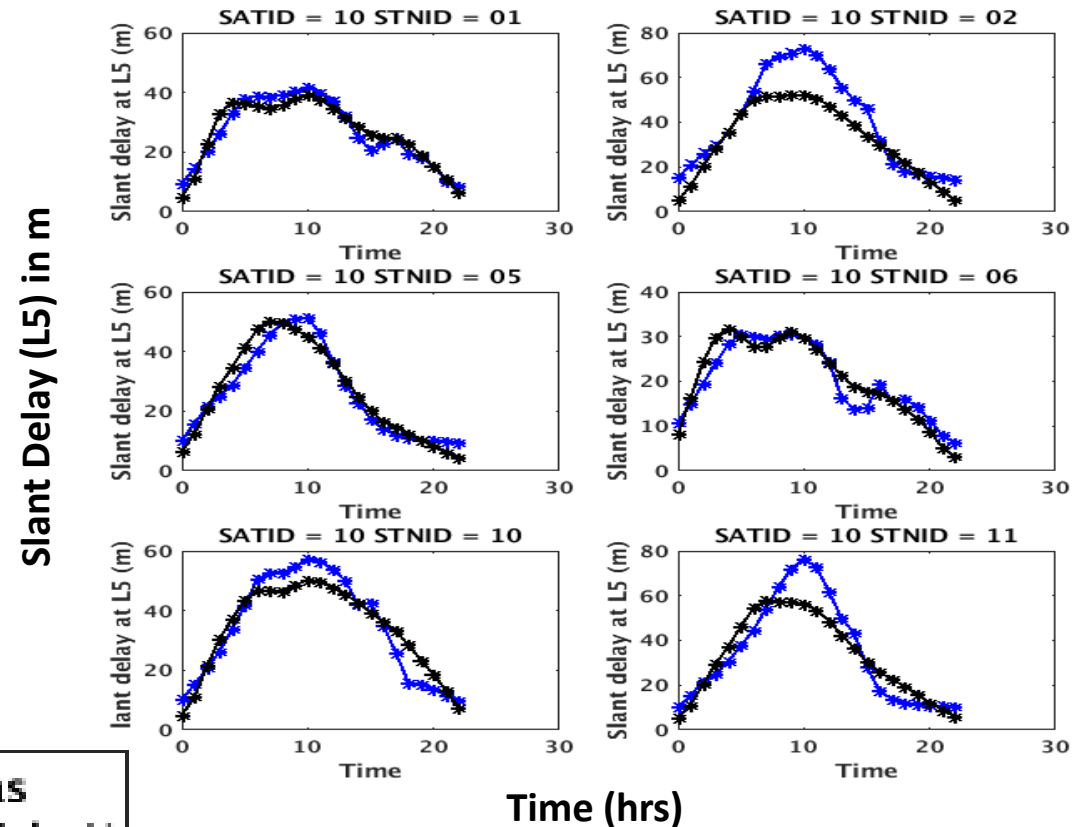 SATID = 10 STNID = 01
Slant delay at L5 (m)
60
40
20
0
0
10
20
30
Time
SATID = 10 STNID = 02
Slant delay at L5 (m)
80
60
40
20
0
0
10
20
30
Time
SATID = 10 STNID = 05
Slant delay at L5 (m)
60
40
20
0
0
10
20
30
Time
SATID = 10 STNID = 06
Slant delay at L5 (m)
40
30
20
10
0
0
10
20
30
Time
SATID = 10 STNID = 10
lant delay at L5 (m)
60
40
20
0
0
10
20
30
Time
SATID = 10 STNID = 11
Slant delay at L5 (m)
80
60
40
20
0
0
10
20
30
Time
Slant Delay (L5) in m
Time (hrs)